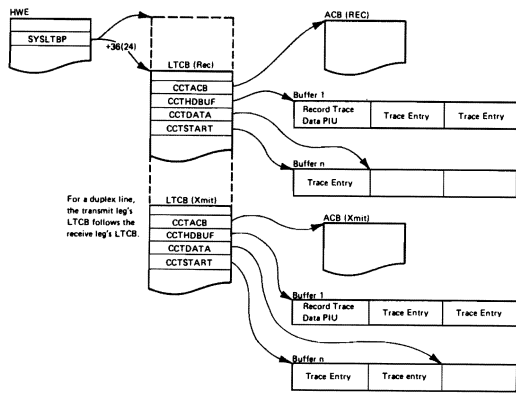 HWE
SYSLTBP
+36(24)
LTCB (Rec)
CCTACB
CCTHDBUF
CCTDATA
CCTSTART
ACB (REC)
Buffer 1
Record Trace
Data PIU
Trace Entry
Trace Entry
Buffer n
Trace Entry
For a duplex line,
the transmit leg's
LTCB follows the
receive leg's LTCB.
LTCB (Xmit)
CCTACB
CCTHDBUF
CCTDATA
CCTSTART
ACB (Xmit)
Buffer 1
Record Trace
Data PIU
Trace Entry
Trace Entry
Buffer n
Trace Entry
Trace entry